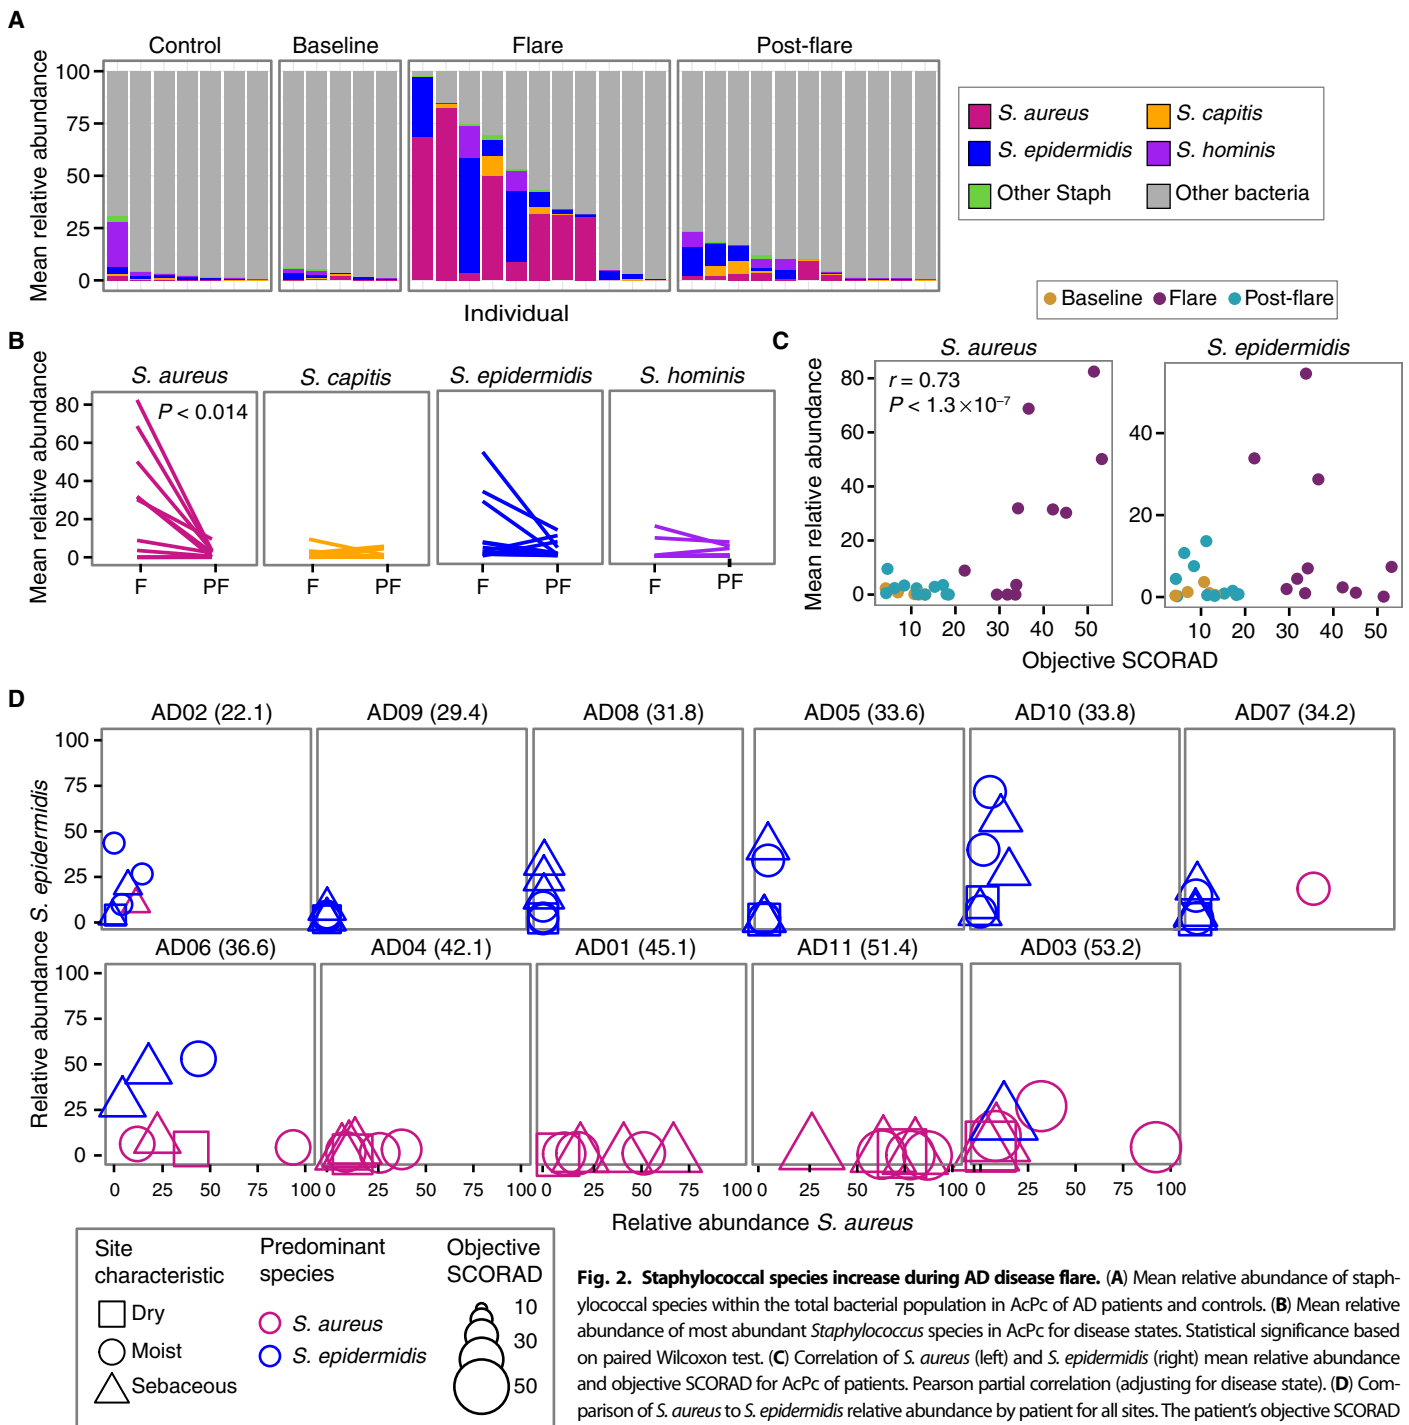 A
Control
Baseline
Flare
Post-flare
Mean relative abundance
100
75
50
25
0
Individual
S. aureus
S. capitis
S. epidermidis
S. hominis
Other Staph
Other bacteria
Baseline
Flare
Post-flare
B
Mean relative abundance
S. aureus
S. capitis
S. epidermidis
S. hominis
P < 0.014
80
60
40
20
0
F PF F PF F PF F PF
C
Mean relative abundance
S. aureus
S. epidermidis
r = 0.73
P < 1.3 × 10⁻⁷
80
60
40
20
0
40
20
0
10 20 30 40 50 10 20 30 40 50
Objective SCORAD
D
Relative abundance S. epidermidis
AD02 (22.1)
AD09 (29.4)
AD08 (31.8)
AD05 (33.6)
AD10 (33.8)
AD07 (34.2)
100
75
50
25
0
AD06 (36.6)
AD04 (42.1)
AD01 (45.1)
AD11 (51.4)
AD03 (53.2)
100
75
50
25
0
0 25 50 75 100 0 25 50 75 100 0 25 50 75 100 0 25 50 75 100 0 25 50 75 100
Relative abundance S. aureus
Site characteristic
Dry
Moist
Sebaceous
Predominant species
S. aureus
S. epidermidis
Objective SCORAD
10
30
50
Fig. 2. Staphylococcal species increase during AD disease flare. (A) Mean relative abundance of staph-
ylococcal species within the total bacterial population in AcPc of AD patients and controls. (B) Mean relative
abundance of most abundant Staphylococcus species in AcPc for disease states. Statistical significance based
on paired Wilcoxon test. (C) Correlation of S. aureus (left) and S. epidermidis (right) mean relative abundance
and objective SCORAD for AcPc of patients. Pearson partial correlation (adjusting for disease state). (D) Com-
parison of S. aureus to S. epidermidis relative abundance by patient for all sites. The patient's objective SCORAD